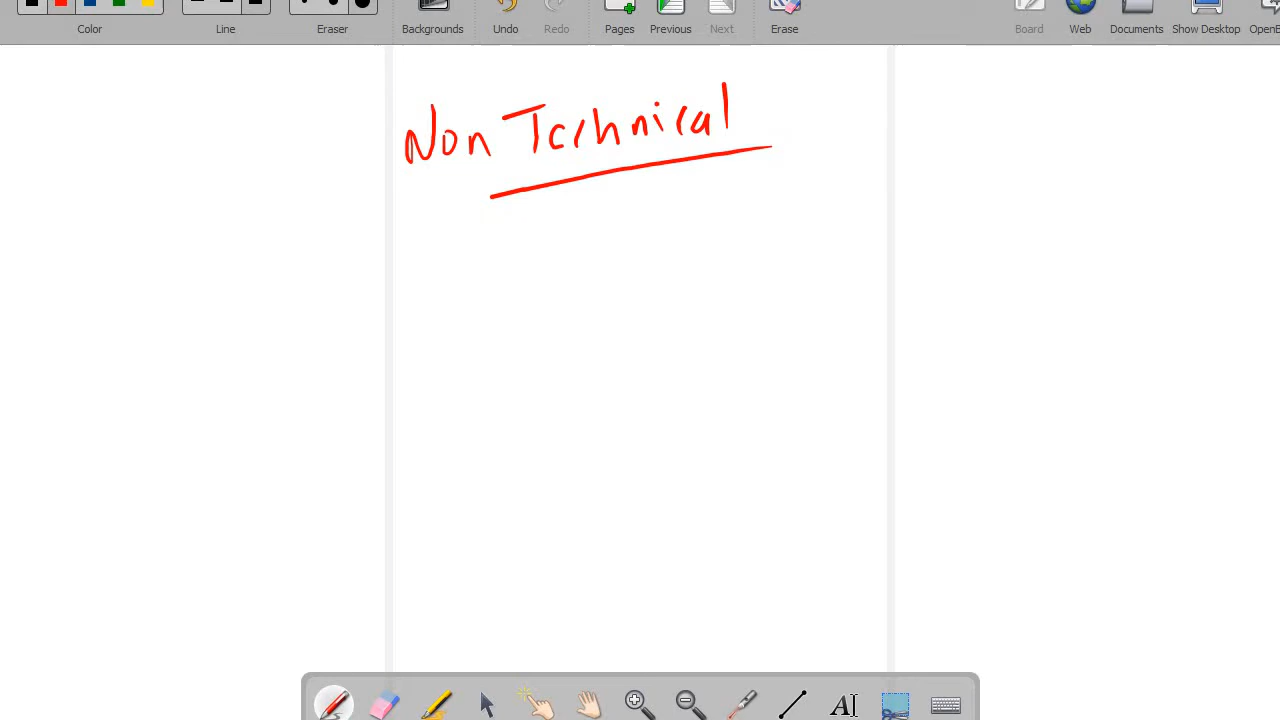 Color Line Eraser Backgrounds Undo Redo Pages Previous Next Erase Board Web Documents Show Desktop
Non Technical
A